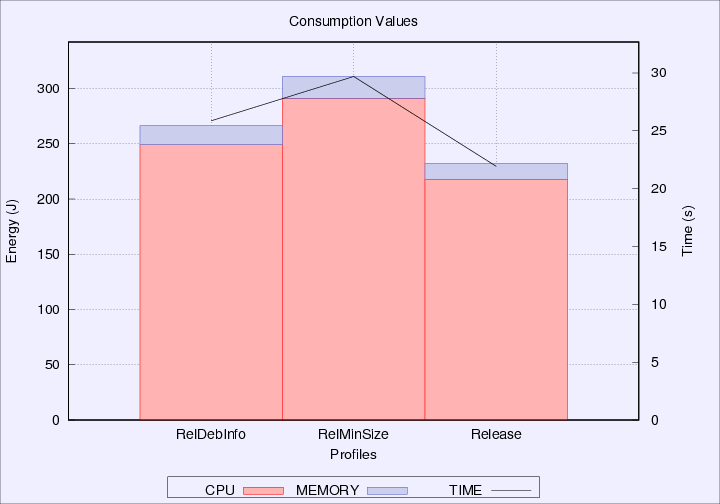 Consumption Values
300
250
200
150
100
50
0
Energy (J)
30
25
20
15
10
5
0
Time (s)
RelDebInfo RelMinSize Release
Profiles
CPU MEMORY TIME